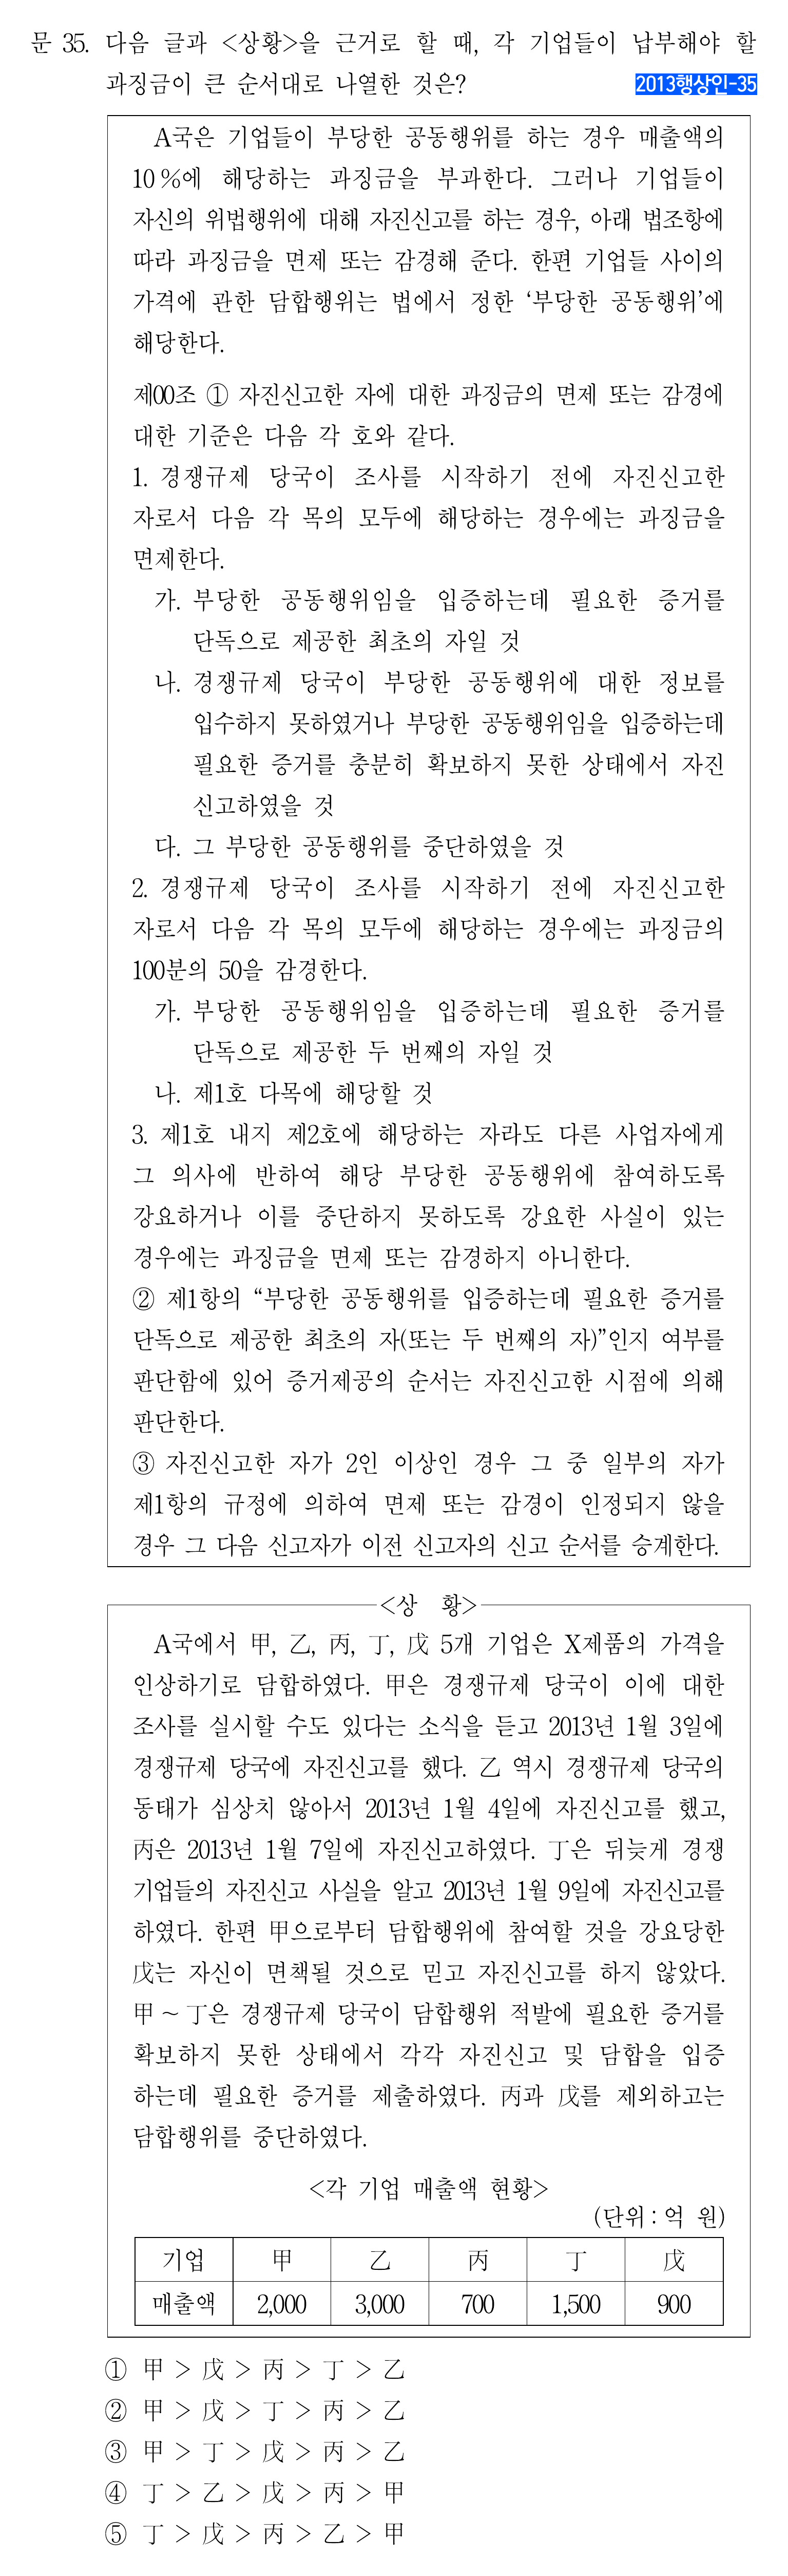 문 35. 다음 글과 <상황>을 근거로 할 때, 각 기업들이 납부해야 할
과징금이 큰 순서대로 나열한 것은?
2013행상인-35
A국은 기업들이 부당한 공동행위를 하는 경우 매출액의
10 %에 해당하는 과징금을 부과한다. 그러나 기업들이
자신의 위법행위에 대해 자진신고를 하는 경우, 아래 법조항에
따라 과징금을 면제 또는 감경해 준다. 한편 기업들 사이의
가격에 관한 담합행위는 법에서 정한 ‘부당한 공동행위’에
해당한다.
제00조 ① 자진신고한 자에 대한 과징금의 면제 또는 감경에
대한 기준은 다음 각 호와 같다.
1. 경쟁규제 당국이 조사를 시작하기 전에 자진신고한
자로서 다음 각 목의 모두에 해당하는 경우에는 과징금을
면제한다.
가. 부당한 공동행위임을 입증하는데 필요한 증거를
단독으로 제공한 최초의 자일 것
나. 경쟁규제 당국이 부당한 공동행위에 대한 정보를
입수하지 못하였거나 부당한 공동행위임을 입증하는데
필요한 증거를 충분히 확보하지 못한 상태에서 자진
신고하였을 것
다. 그 부당한 공동행위를 중단하였을 것
2. 경쟁규제 당국이 조사를 시작하기 전에 자진신고한
자로서 다음 각 목의 모두에 해당하는 경우에는 과징금의
100분의 50을 감경한다.
가. 부당한 공동행위임을 입증하는데 필요한 증거를
단독으로 제공한 두 번째의 자일 것
나. 제1호 다목에 해당할 것
3. 제1호 내지 제2호에 해당하는 자라도 다른 사업자에게
그 의사에 반하여 해당 부당한 공동행위에 참여하도록
강요하거나 이를 중단하지 못하도록 강요한 사실이 있는
경우에는 과징금을 면제 또는 감경하지 아니한다.
② 제1항의 “부당한 공동행위를 입증하는데 필요한 증거를
단독으로 제공한 최초의 자(또는 두 번째의 자)”인지 여부를
판단함에 있어 증거제공의 순서는 자진신고한 시점에 의해
판단한다.
③ 자진신고한 자가 2인 이상인 경우 그 중 일부의 자가
제1항의 규정에 의하여 면제 또는 감경이 인정되지 않을
경우 그 다음 신고자가 이전 신고자의 신고 순서를 승계한다.
<상 황>
A국에서 甲, 乙, 丙, 丁, 戊 5개 기업은 X제품의 가격을
인상하기로 담합하였다. 甲은 경쟁규제 당국이 이에 대한
조사를 실시할 수도 있다는 소식을 듣고 2013년 1월 3일에
경쟁규제 당국에 자진신고를 했다. 乙 역시 경쟁규제 당국의
동태가 심상치 않아서 2013년 1월 4일에 자진신고를 했고,
丙은 2013년 1월 7일에 자진신고하였다. 丁은 뒤늦게 경쟁
기업들의 자진신고 사실을 알고 2013년 1월 9일에 자진신고를
하였다. 한편 甲으로부터 담합행위에 참여할 것을 강요당한
戊는 자신이 면책될 것으로 믿고 자진신고를 하지 않았다.
甲 ~ 丁은 경쟁규제 당국이 담합행위 적발에 필요한 증거를
확보하지 못한 상태에서 각각 자진신고 및 담합을 입증
하는데 필요한 증거를 제출하였다. 丙과 戊를 제외하고는
담합행위를 중단하였다.
<각 기업 매출액 현황>
(단위 : 억 원)
기업 甲 乙 丙 丁 戊
매출액 2,000 3,000 700 1,500 900
① 甲 > 戊 > 丙 > 丁 > 乙
② 甲 > 戊 > 丁 > 丙 > 乙
③ 甲 > 丁 > 戊 > 丙 > 乙
④ 丁 > 乙 > 戊 > 丙 > 甲
⑤ 丁 > 戊 > 丙 > 乙 > 甲